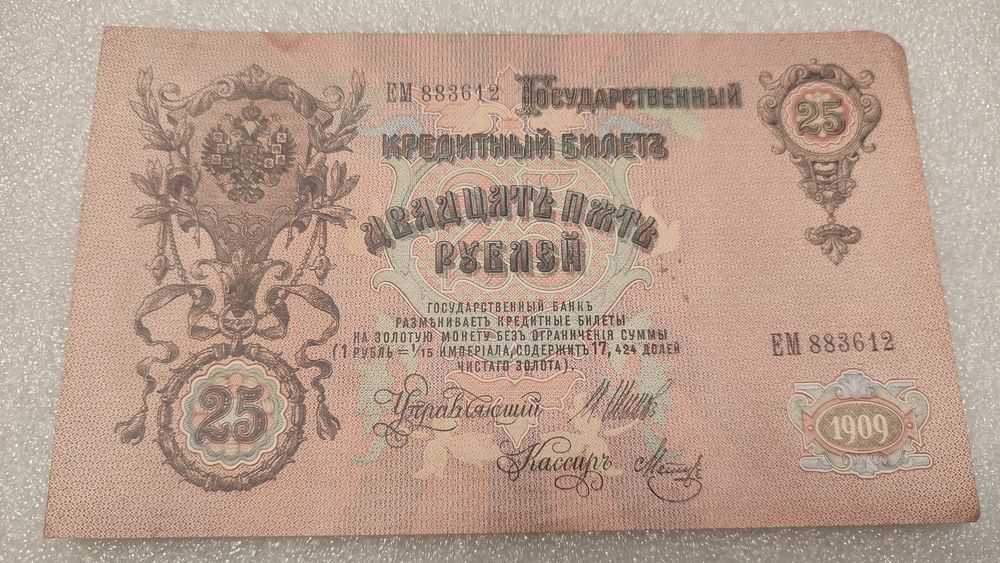 ЕМ 883612 Государственный
Кредитный Билетъ
25
Двадцать Пять
Рублей
ГОСУДАРСТВЕННЫЙ БАНКЪ
РАЗМѢНИВАЕТЪ КРЕДИТНЫЕ БИЛЕТЫ
НА ЗОЛОТУЮ МОНЕТУ БЕЗЪ ОГРАНИЧЕНІЯ СУММЫ
(1 РУБЛЬ = 1/15 ИМПЕРІАЛА, СОДЕРЖИТЪ 17, 424 ДОЛЕЙ
ЧИСТАГО ЗОЛОТА).
ЕМ 883612
25
Управляющій
Кассиръ
1909